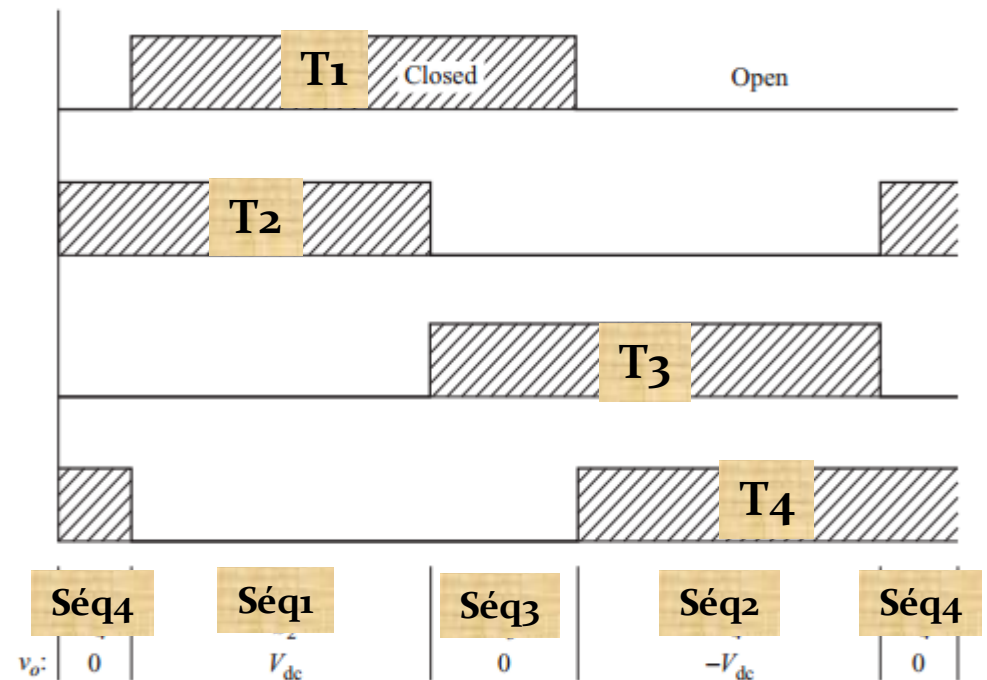 T1 Closed Open
T2
T3
T4
Séq4 Séq1 Séq3 Séq2 Séq4
vo: 0 Vdc 0 −Vdc 0